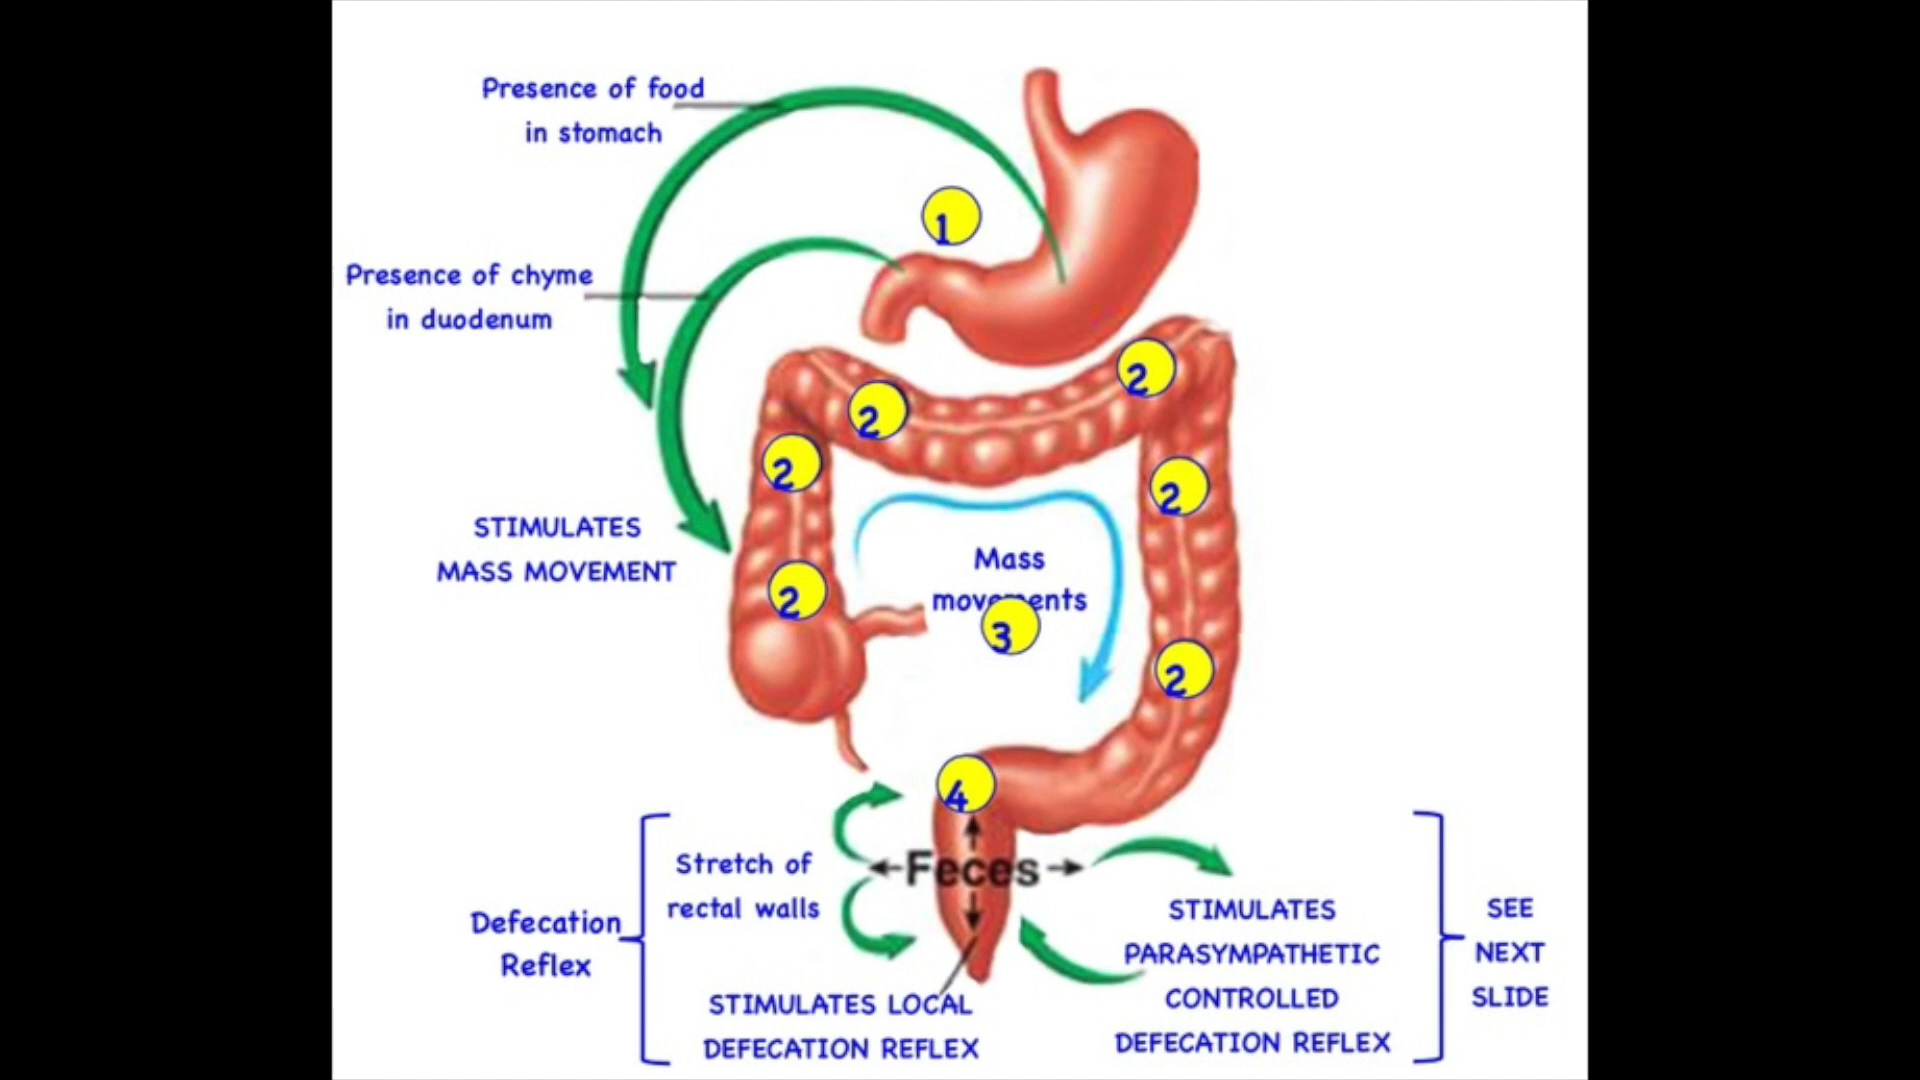 Presence of food
in stomach
1
Presence of chyme
in duodenum
2
2
2
2
STIMULATES
MASS MOVEMENT
2
Mass
movements
3
2
4
Stretch of
rectal walls
Feces
Defecation
Reflex
STIMULATES LOCAL
DEFECATION REFLEX
STIMULATES
PARASYMPATHETIC
CONTROLLED
DEFECATION REFLEX
SEE
NEXT
SLIDE